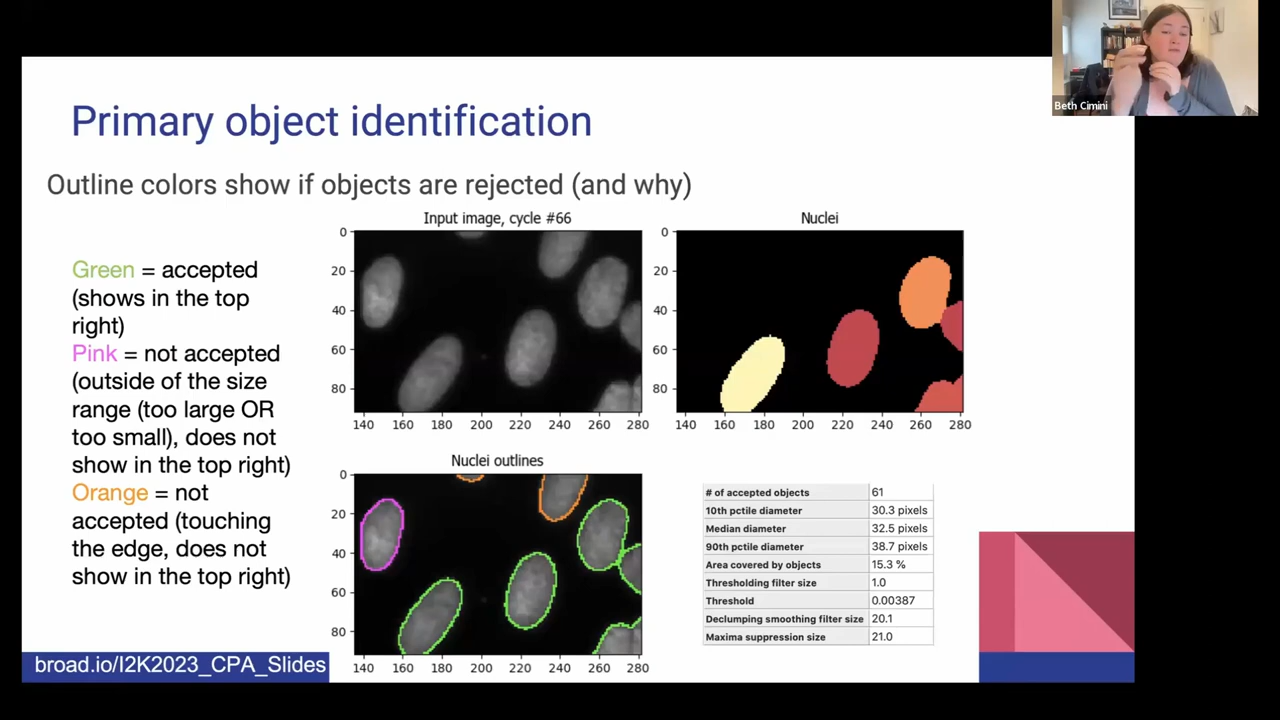 Beth Cimini
Primary object identification
Outline colors show if objects are rejected (and why)
Green = accepted
(shows in the top
right)
Pink = not accepted
(outside of the size
range (too large OR
too small), does not
show in the top right)
Orange = not
accepted (touching
the edge, does not
show in the top right)
Input image, cycle #66
0
20
40
60
80
140 160 180 200 220 240 260 280
Nuclei
0
20
40
60
80
140 160 180 200 220 240 260 280
Nuclei outlines
0
20
40
60
80
140 160 180 200 220 240 260 280
# of accepted objects 61
10th pctile diameter 30.3 pixels
Median diameter 32.5 pixels
90th pctile diameter 38.7 pixels
Area covered by objects 15.3 %
Thresholding filter size 1.0
Threshold 0.00387
Declumping smoothing filter size 20.1
Maxima suppression size 21.0
broad.io/I2K2023_CPA_Slides